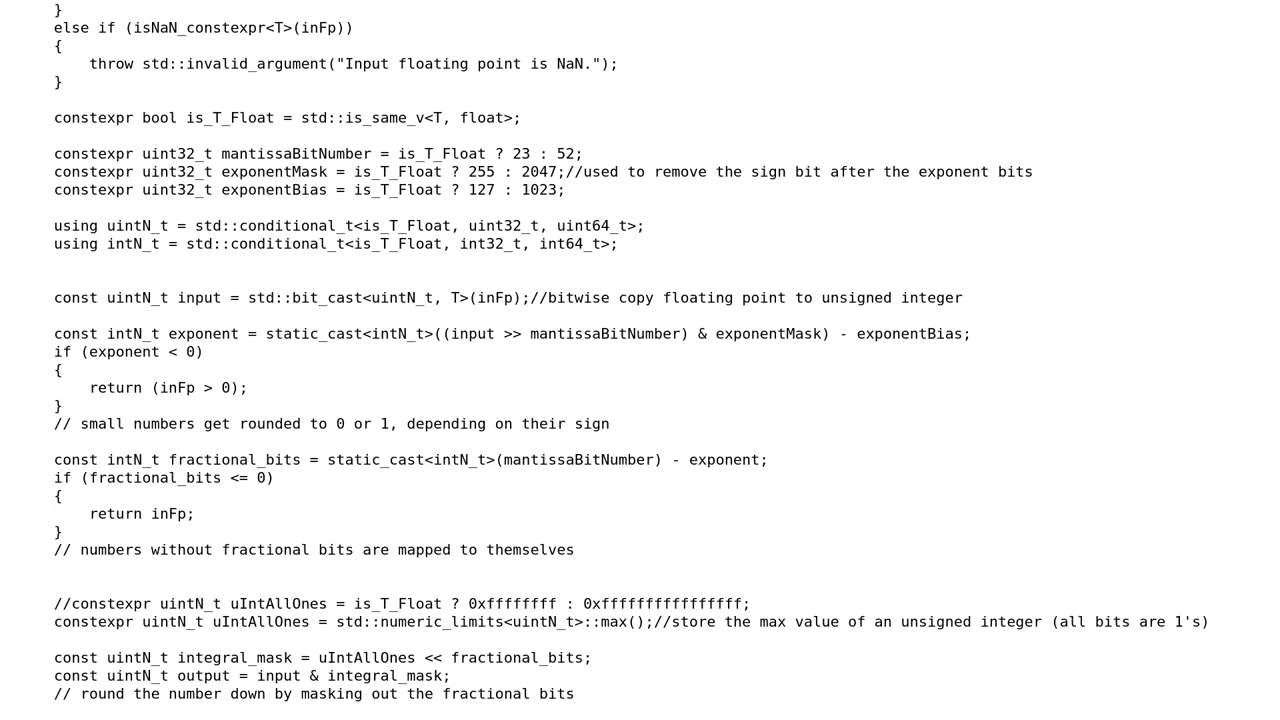 }
else if (isNaN_constexpr<T>(inFp))
{
throw std::invalid_argument("Input floating point is NaN.");
}
constexpr bool is_T_Float = std::is_same_v<T, float>;
constexpr uint32_t mantissaBitNumber = is_T_Float ? 23 : 52;
constexpr uint32_t exponentMask = is_T_Float ? 255 : 2047;//used to remove the sign bit after the exponent bits
constexpr uint32_t exponentBias = is_T_Float ? 127 : 1023;
using uintN_t = std::conditional_t<is_T_Float, uint32_t, uint64_t>;
using intN_t = std::conditional_t<is_T_Float, int32_t, int64_t>;
const uintN_t input = std::bit_cast<uintN_t, T>(inFp);//bitwise copy floating point to unsigned integer
const intN_t exponent = static_cast<intN_t>((input >> mantissaBitNumber) & exponentMask) - exponentBias;
if (exponent < 0)
{
return (inFp > 0);
}
// small numbers get rounded to 0 or 1, depending on their sign
const intN_t fractional_bits = static_cast<intN_t>(mantissaBitNumber) - exponent;
if (fractional_bits <= 0)
{
return inFp;
}
// numbers without fractional bits are mapped to themselves
//constexpr uintN_t uIntAllOnes = is_T_Float ? 0xffffffff : 0xffffffffffffffff;
constexpr uintN_t uIntAllOnes = std::numeric_limits<uintN_t>::max();//store the max value of an unsigned integer (all bits are 1's)
const uintN_t integral_mask = uIntAllOnes << fractional_bits;
const uintN_t output = input & integral_mask;
// round the number down by masking out the fractional bits